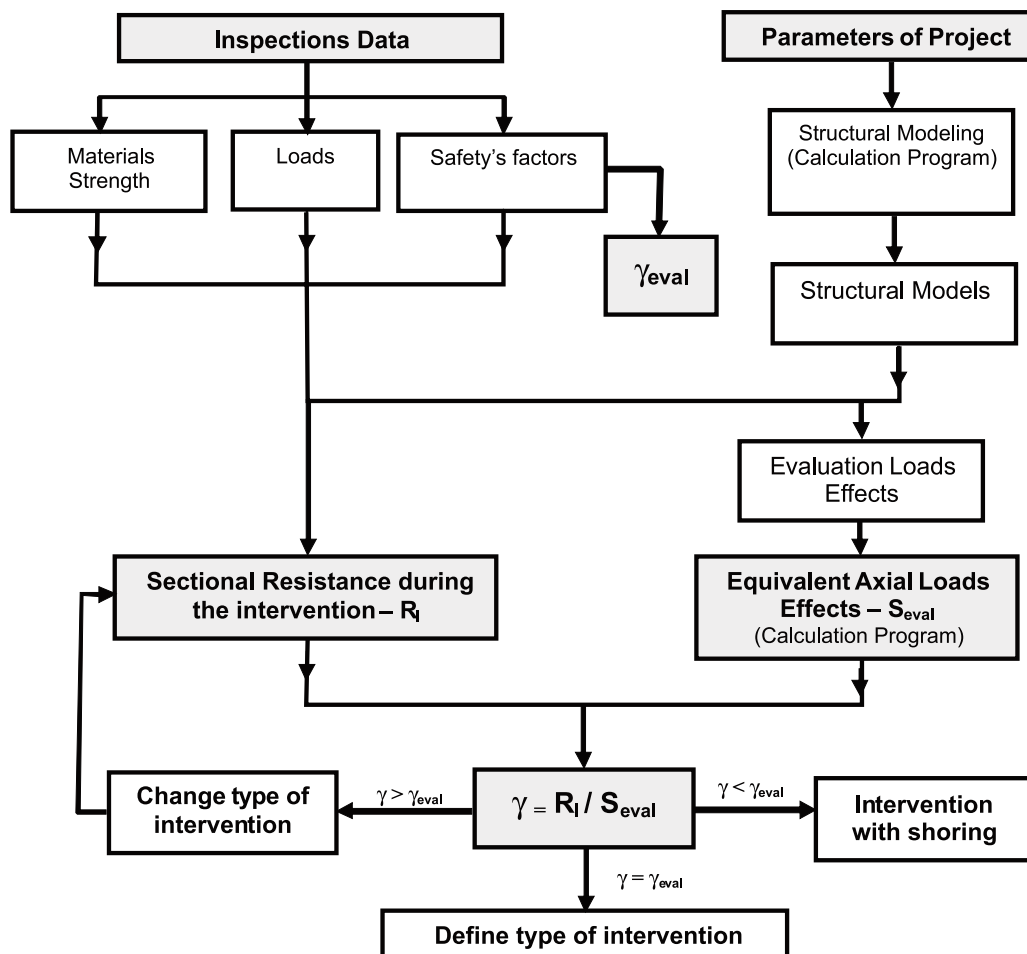 Inspections Data
Parameters of Project
Materials
Strength
Loads
Safety's factors
Structural Modeling
(Calculation Program)
γeval
Structural Models
Evaluation Loads
Effects
Sectional Resistance during
the intervention – RI
Equivalent Axial Loads
Effects – Seval
(Calculation Program)
Change type of
intervention
γ > γeval
γ = RI / Seval
γ < γeval
Intervention
with shoring
γ = γeval
Define type of intervention